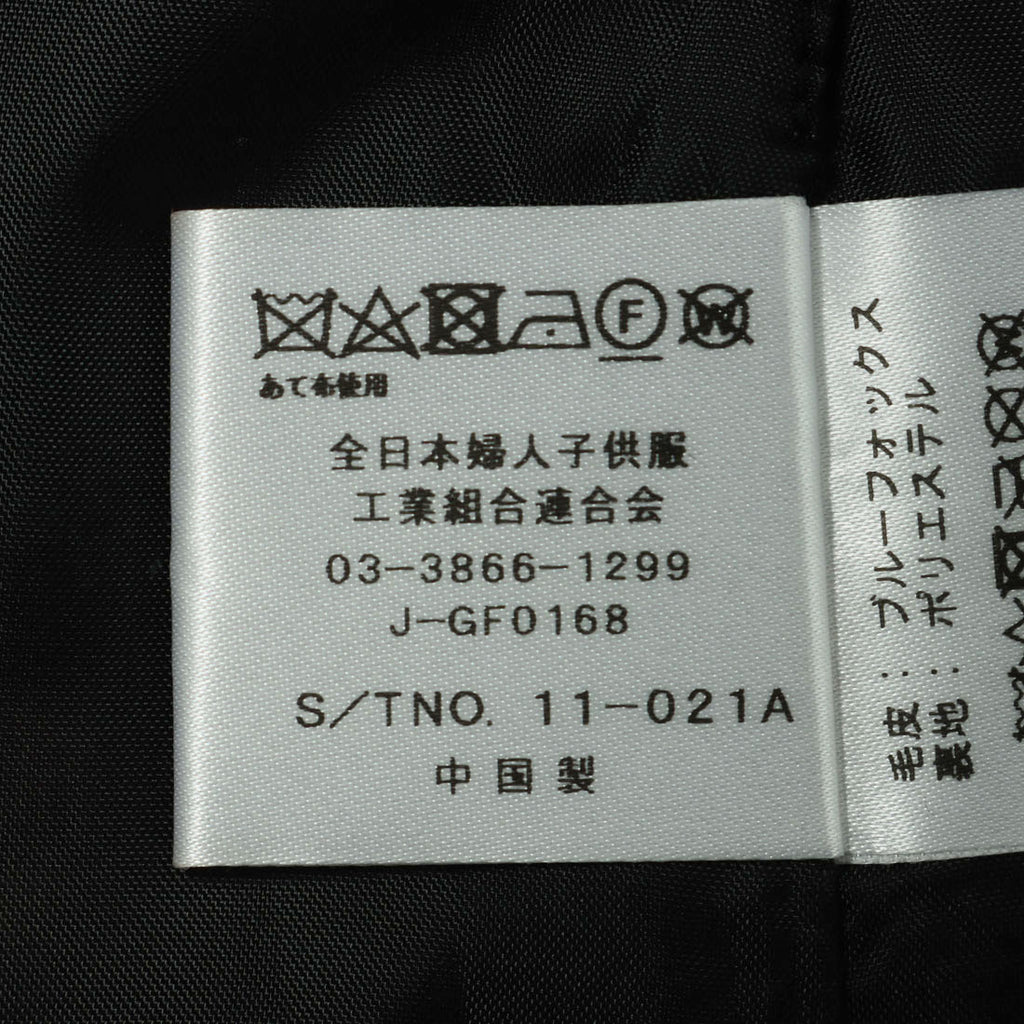 F W
あて布使用
全日本婦人子供服
工業組合連合会
03-3866-1299
J-GF0168
S/TNO. 11-021A
中国製
毛皮：ブルーフォックス
裏地：ポリエステル